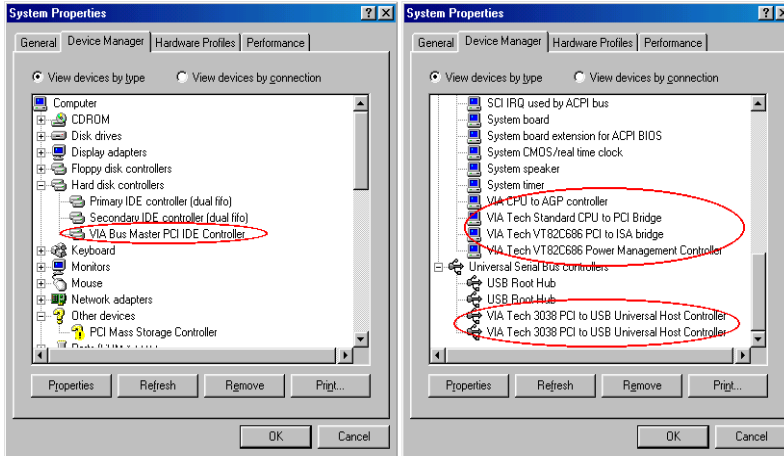 System Properties
General Device Manager Hardware Profiles Performance
View devices by type View devices by connection
Computer
CDROM
Disk drives
Display adapters
Floppy disk controllers
Hard disk controllers
Primary IDE controller (dual fifo)
Secondary IDE controller (dual fifo)
VIA Bus Master PCI IDE Controller
Keyboard
Monitors
Mouse
Network adapters
Other devices
PCI Mass Storage Controller
Properties Refresh Remove Print...
OK Cancel
System Properties
General Device Manager Hardware Profiles Performance
View devices by type View devices by connection
SCI IRQ used by ACPI bus
System board
System board extension for ACPI BIOS
System CMOS/real time clock
System speaker
System timer
VIA CPU to AGP controller
VIA Tech Standard CPU to PCI Bridge
VIA Tech VT82C686 PCI to ISA bridge
VIA Tech VT82C686 Power Management Controller
Universal Serial Bus controllers
USB Root Hub
USB Root Hub
VIA Tech 3038 PCI to USB Universal Host Controller
VIA Tech 3038 PCI to USB Universal Host Controller
Properties Refresh Remove Print...
OK Cancel